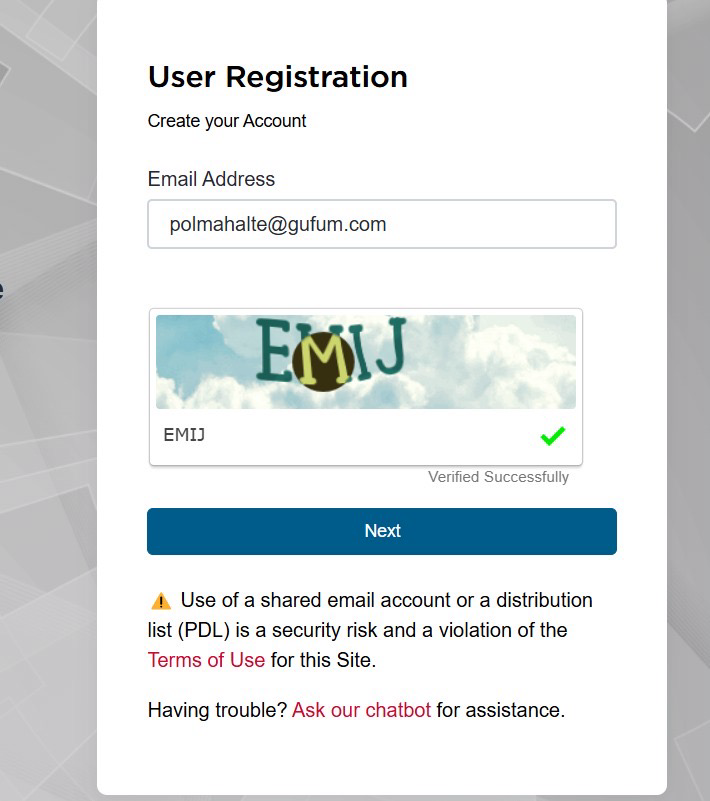 User Registration
Create your Account
Email Address
polmahalte@gufum.com
e
EMIJ
EMIJ
Verified Successfully
Next
⚠ Use of a shared email account or a distribution
list (PDL) is a security risk and a violation of the
Terms of Use for this Site.
Having trouble? Ask our chatbot for assistance.